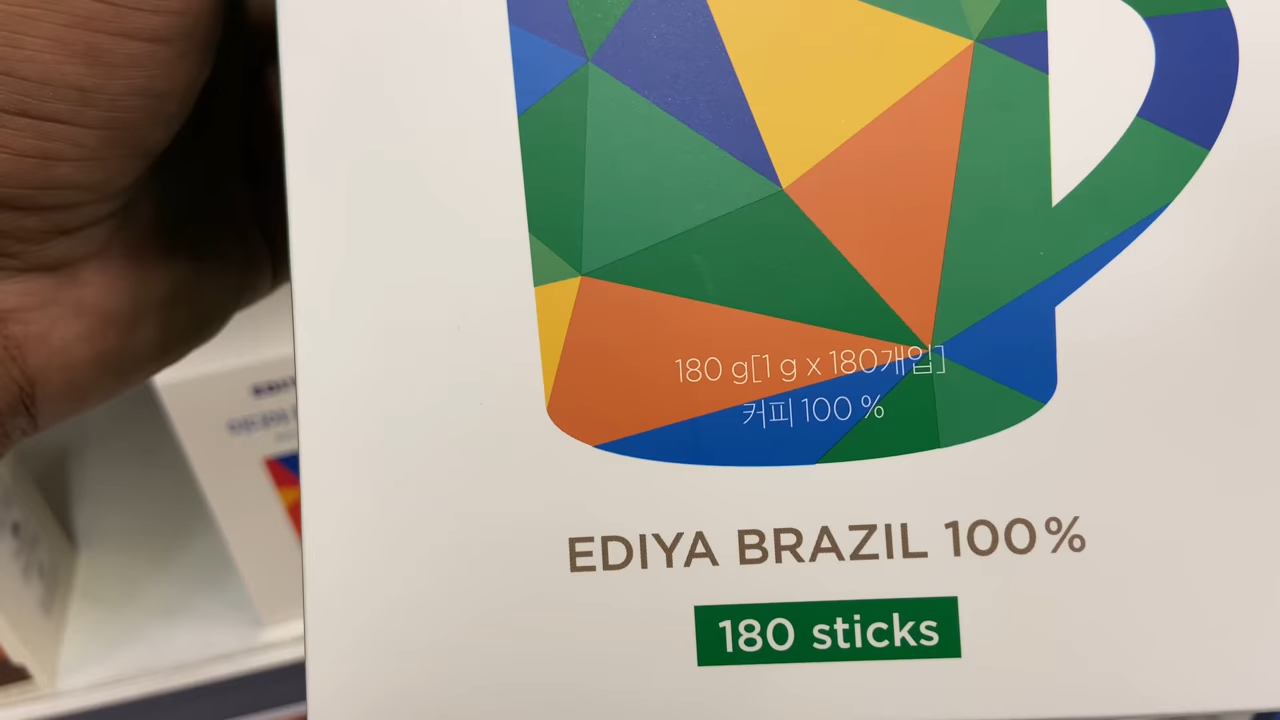 180 g[1 g x 180개입]
커피 100 %
EDIYA BRAZIL 100%
180 sticks